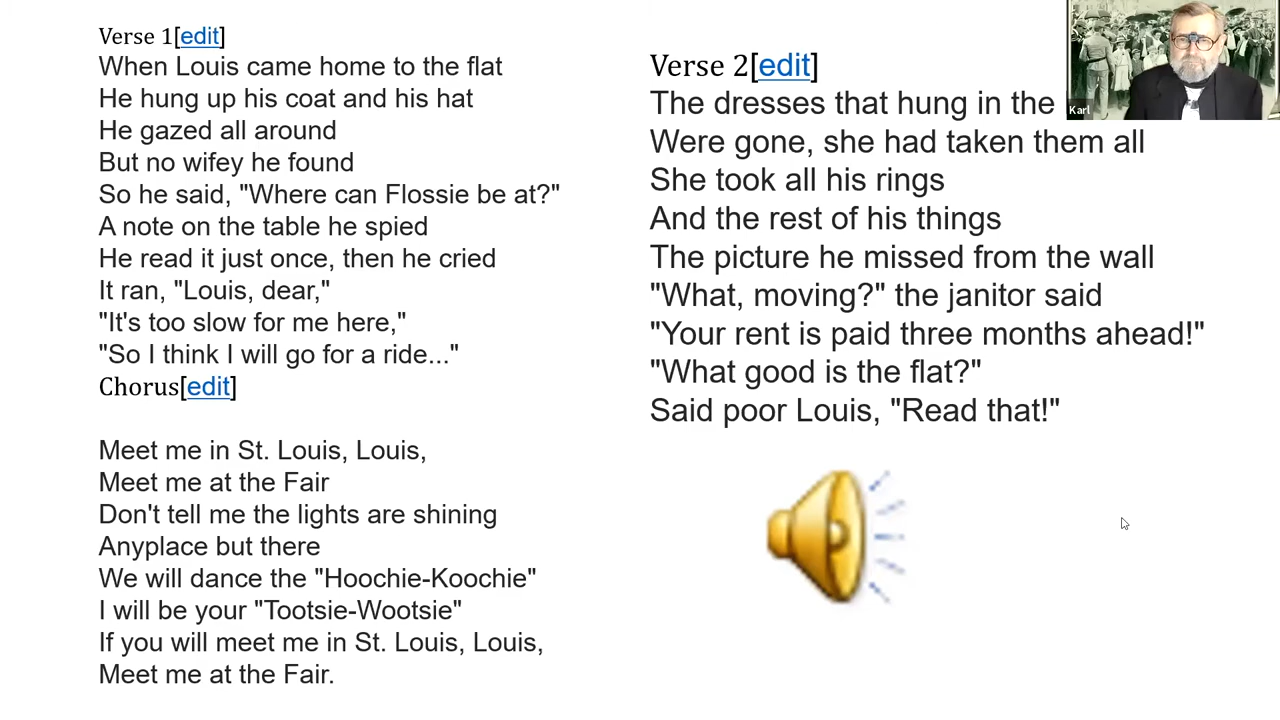 Verse 1[edit]
When Louis came home to the flat
He hung up his coat and his hat
He gazed all around
But no wifey he found
So he said, "Where can Flossie be at?"
A note on the table he spied
He read it just once, then he cried
It ran, "Louis, dear,"
"It's too slow for me here,"
"So I think I will go for a ride..."
Chorus[edit]
Meet me in St. Louis, Louis,
Meet me at the Fair
Don't tell me the lights are shining
Anyplace but there
We will dance the "Hoochie-Koochie"
I will be your "Tootsie-Wootsie"
If you will meet me in St. Louis, Louis,
Meet me at the Fair.
Verse 2[edit]
The dresses that hung in the
Were gone, she had taken them all
She took all his rings
And the rest of his things
The picture he missed from the wall
"What, moving?" the janitor said
"Your rent is paid three months ahead!"
"What good is the flat?"
Said poor Louis, "Read that!"
Karl